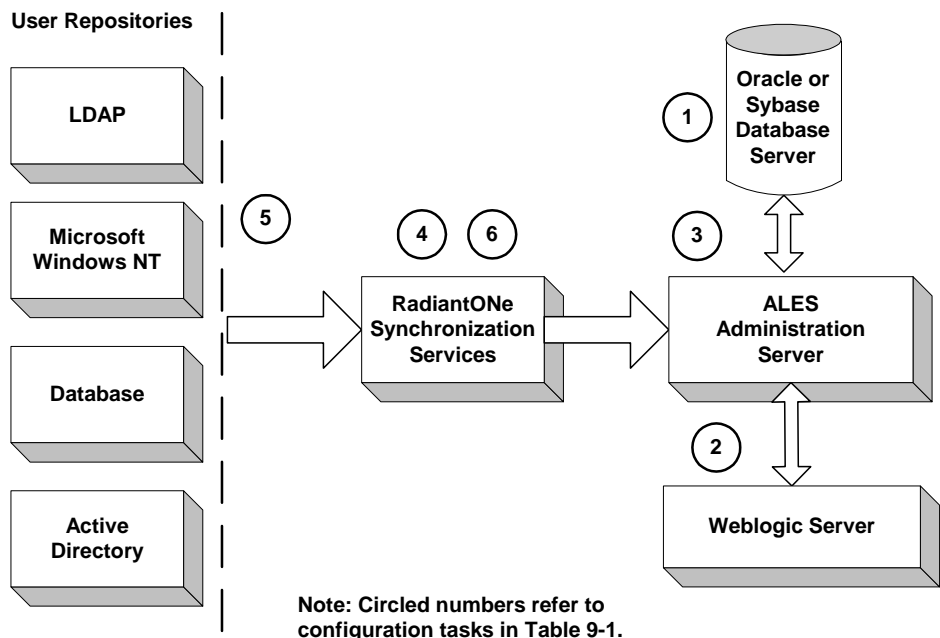 User Repositories
LDAP
Microsoft
Windows NT
Database
Active
Directory
5
4
6
RadiantONe
Synchronization
Services
1
Oracle or
Sybase
Database
Server
3
ALES
Administration
Server
2
Weblogic Server
Note: Circled numbers refer to
configuration tasks in Table 9-1.